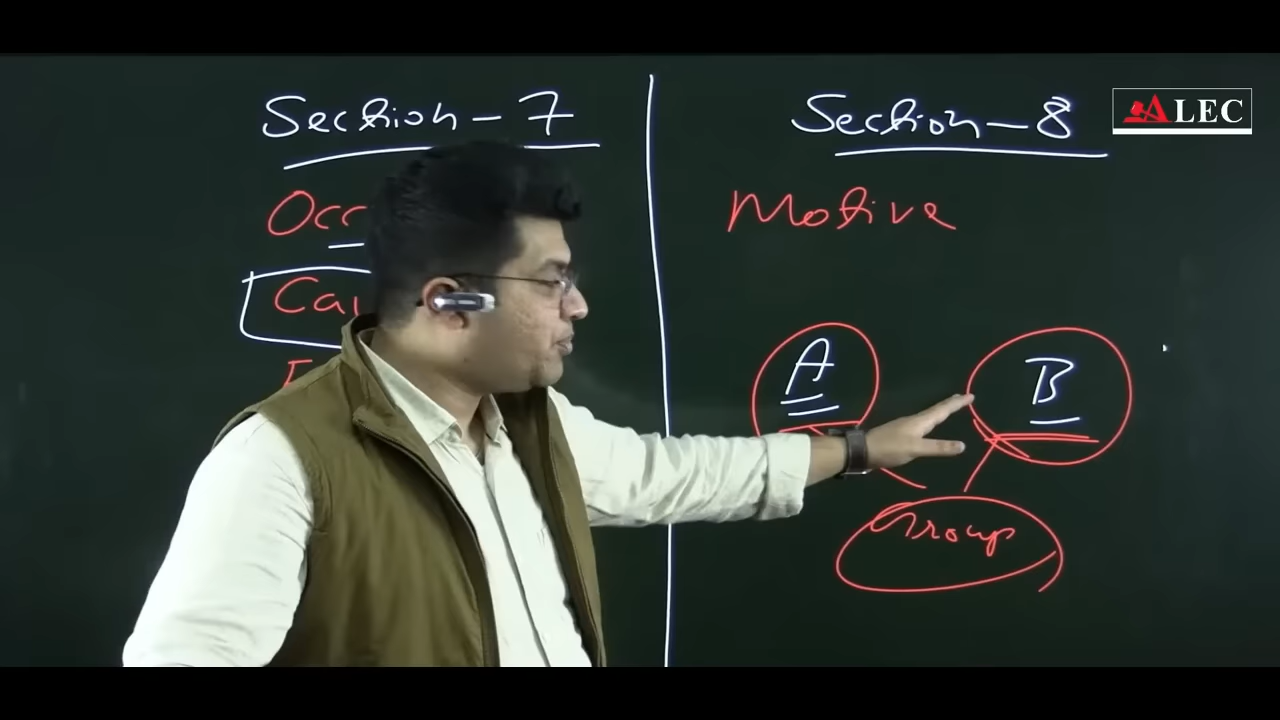 Section - 7
Section - 8
ALEC
Motive
A
B
Group